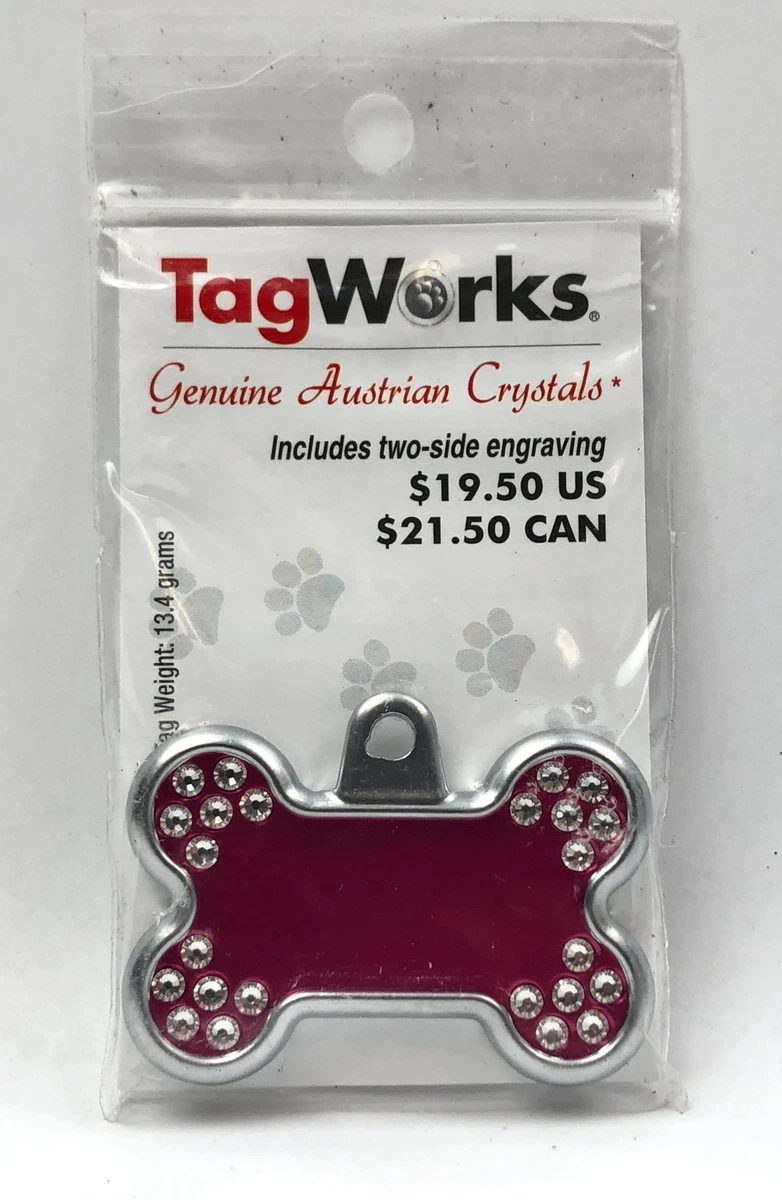 TagWorks®
Genuine Austrian Crystals*
Includes two-side engraving
$19.50 US
$21.50 CAN
Weight: 13.4 grams